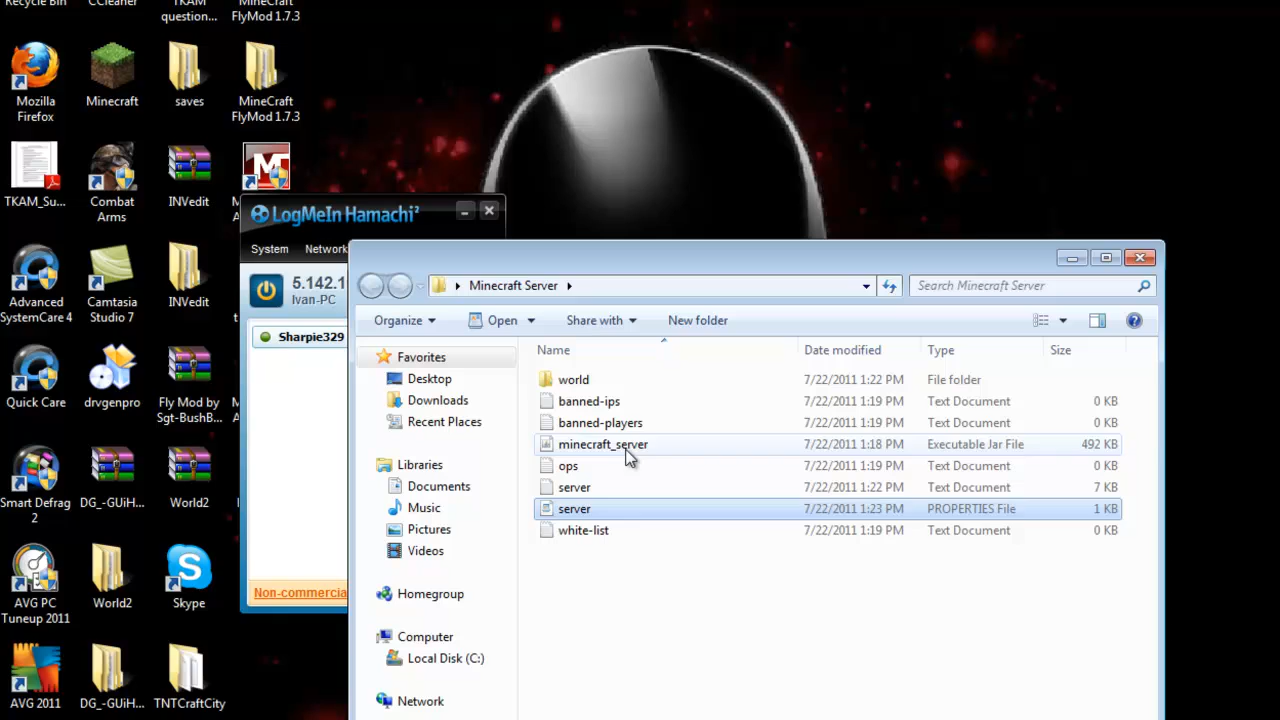 Recycle Bin
CCleaner
TKAM
question...
MineCraft
FlyMod 1.7.3
Mozilla
Firefox
Minecraft
saves
MineCraft
FlyMod 1.7.3
TKAM_Su...
Combat
Arms
INVedit
LogMeIn Hamachi²
System
Network
5.142.1
Ivan-PC
Sharpie329
Non-commercia
Advanced
SystemCare 4
Camtasia
Studio 7
INVedit
Quick Care
drvgenpro
Fly Mod by
Sgt-BushB...
Smart Defrag
2
DG_-GUiH...
World2
AVG PC
Tuneup 2011
World2
Skype
AVG 2011
DG_-GUiH...
TNTCraftCity
Minecraft Server
Search Minecraft Server
Organize
Open
Share with
New folder
Favorites
Desktop
Downloads
Recent Places
Libraries
Documents
Music
Pictures
Videos
Homegroup
Computer
Local Disk (C:)
Network
Name Date modified Type Size
world 7/22/2011 1:22 PM File folder
banned-ips 7/22/2011 1:19 PM Text Document 0 KB
banned-players 7/22/2011 1:19 PM Text Document 0 KB
minecraft_server 7/22/2011 1:18 PM Executable Jar File 492 KB
ops 7/22/2011 1:19 PM Text Document 0 KB
server 7/22/2011 1:22 PM Text Document 7 KB
server 7/22/2011 1:23 PM PROPERTIES File 1 KB
white-list 7/22/2011 1:19 PM Text Document 0 KB